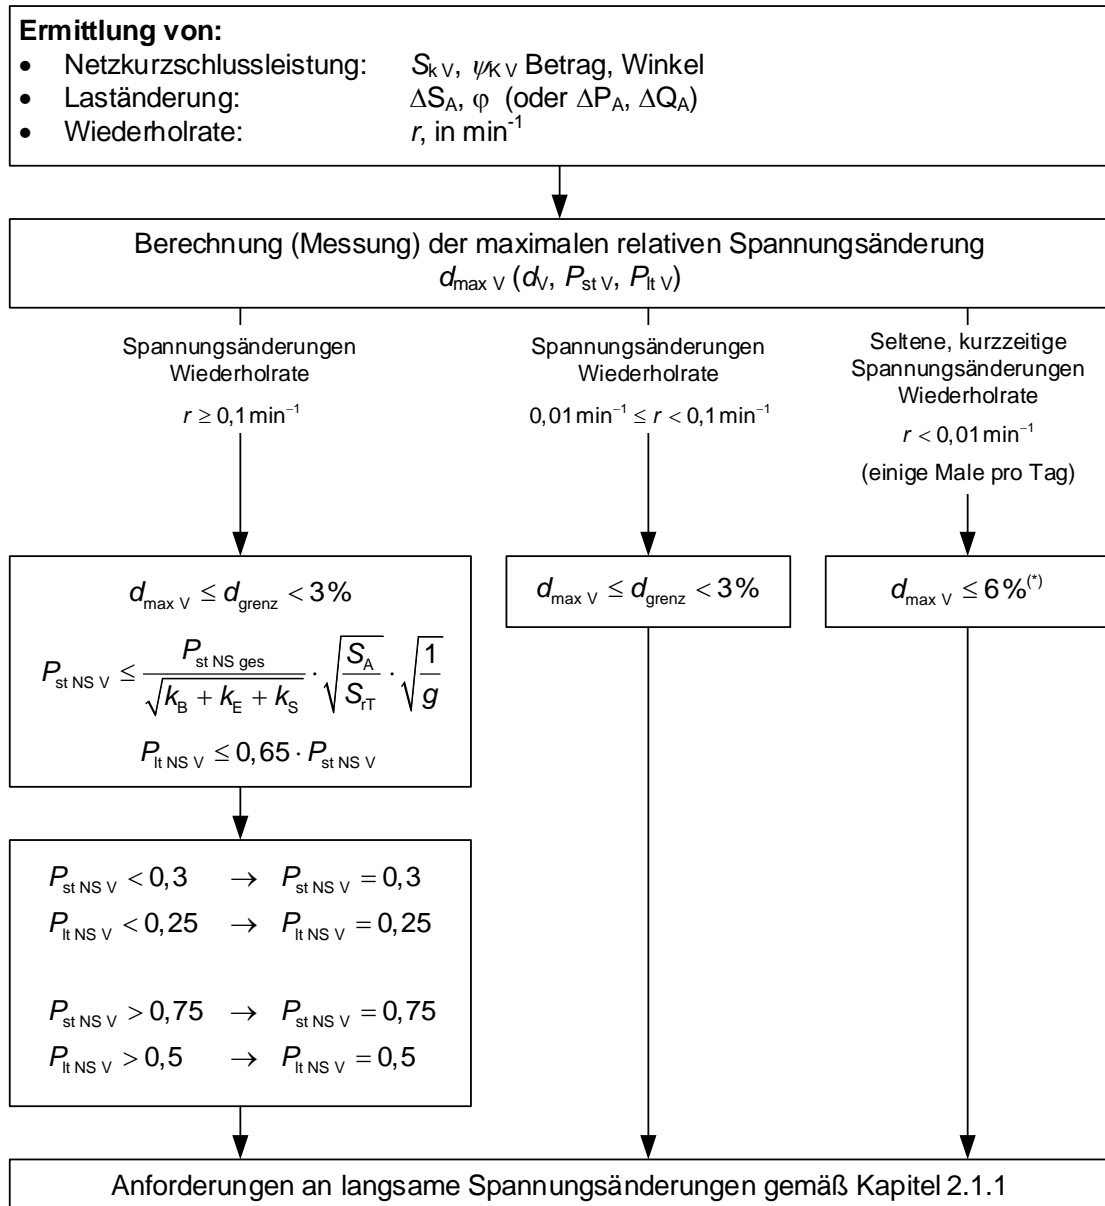 Ermittlung von:
• Netzkurzschlussleistung: S_k V, ψ_K V Betrag, Winkel
• Laständerung: ΔS_A, φ (oder ΔP_A, ΔQ_A)
• Wiederholrate: r, in min⁻¹
Berechnung (Messung) der maximalen relativen Spannungsänderung
d_max V (d_V, P_st V, P_lt V)
Spannungsänderungen
Wiederholrate
r ≥ 0,1 min⁻¹
Spannungsänderungen
Wiederholrate
0,01 min⁻¹ ≤ r < 0,1 min⁻¹
Seltene, kurzzeitige
Spannungsänderungen
Wiederholrate
r < 0,01 min⁻¹
(einige Male pro Tag)
d_max V ≤ d_grenz < 3 %
P_st NS V ≤ P_st NS ges / √(k_B + k_E + k_S) · √(S_A / S_rT) · √(1 / g)
P_lt NS V ≤ 0,65 · P_st NS V
d_max V ≤ d_grenz < 3 %
d_max V ≤ 6 %(*)
P_st NS V < 0,3 → P_st NS V = 0,3
P_lt NS V < 0,25 → P_lt NS V = 0,25
P_st NS V > 0,75 → P_st NS V = 0,75
P_lt NS V > 0,5 → P_lt NS V = 0,5
Anforderungen an langsame Spannungsänderungen gemäß Kapitel 2.1.1